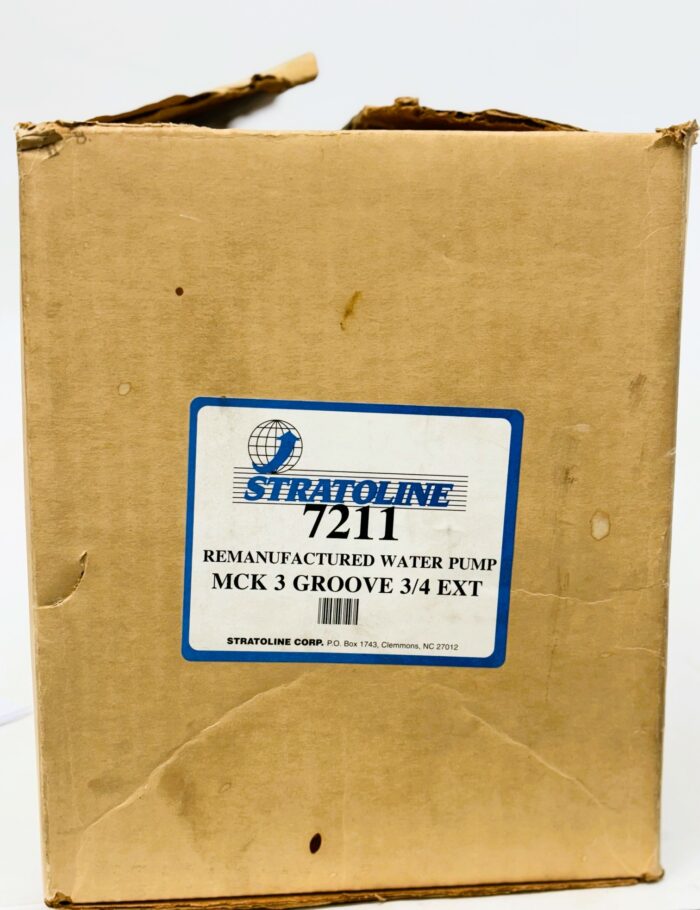 STRATOLINE
7211
REMANUFACTURED WATER PUMP
MCK 3 GROOVE 3/4 EXT
STRATOLINE CORP. P.O. Box 1743, Clemmons, NC 27012